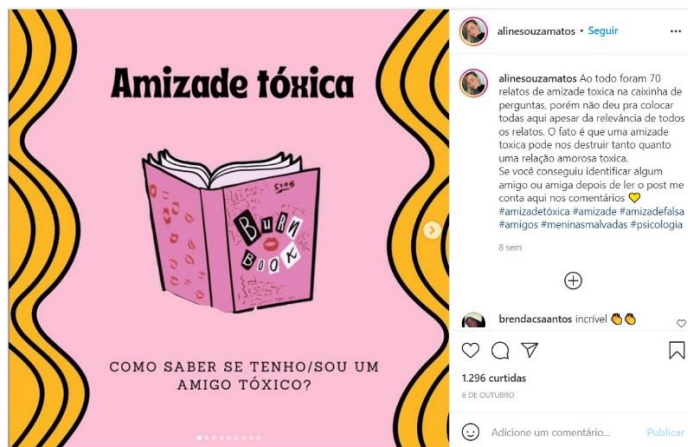 Amizade tóxica
BURN
BOOK
COMO SABER SE TENHO/SOU UM
AMIGO TÓXICO?
alinesouzamatos • Seguir
alinesouzamatos Ao todo foram 70
relatos de amizade toxica na caixinha de
perguntas, porém não deu pra colocar
todas aqui apesar da relevância de todos
os relatos. O fato é que uma amizade
toxica pode nos destruir tanto quanto
uma relação amorosa toxica.
Se você conseguiu identificar algum
amigo ou amiga depois de ler o post me
conta aqui nos comentários 💛
#amizadetóxica #amizade #amizadefalsa
#amigos #meninasmalvadas #psicologia
8 sem
brendacsaantos incrível 👏👏
1.296 curtidas
6 DE OUTUBRO
Adicione um comentário... Publicar